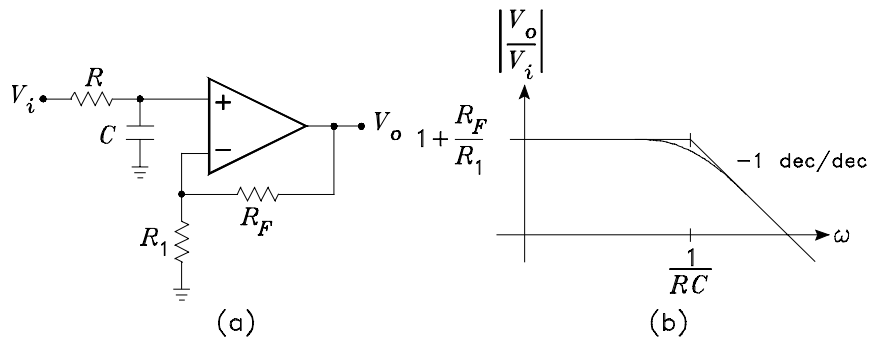 V_i
R
C
+
−
V_o
R_F
R_1
(a)
|V_o/V_i|
1 + R_F/R_1
−1 dec/dec
ω
1/RC
(b)